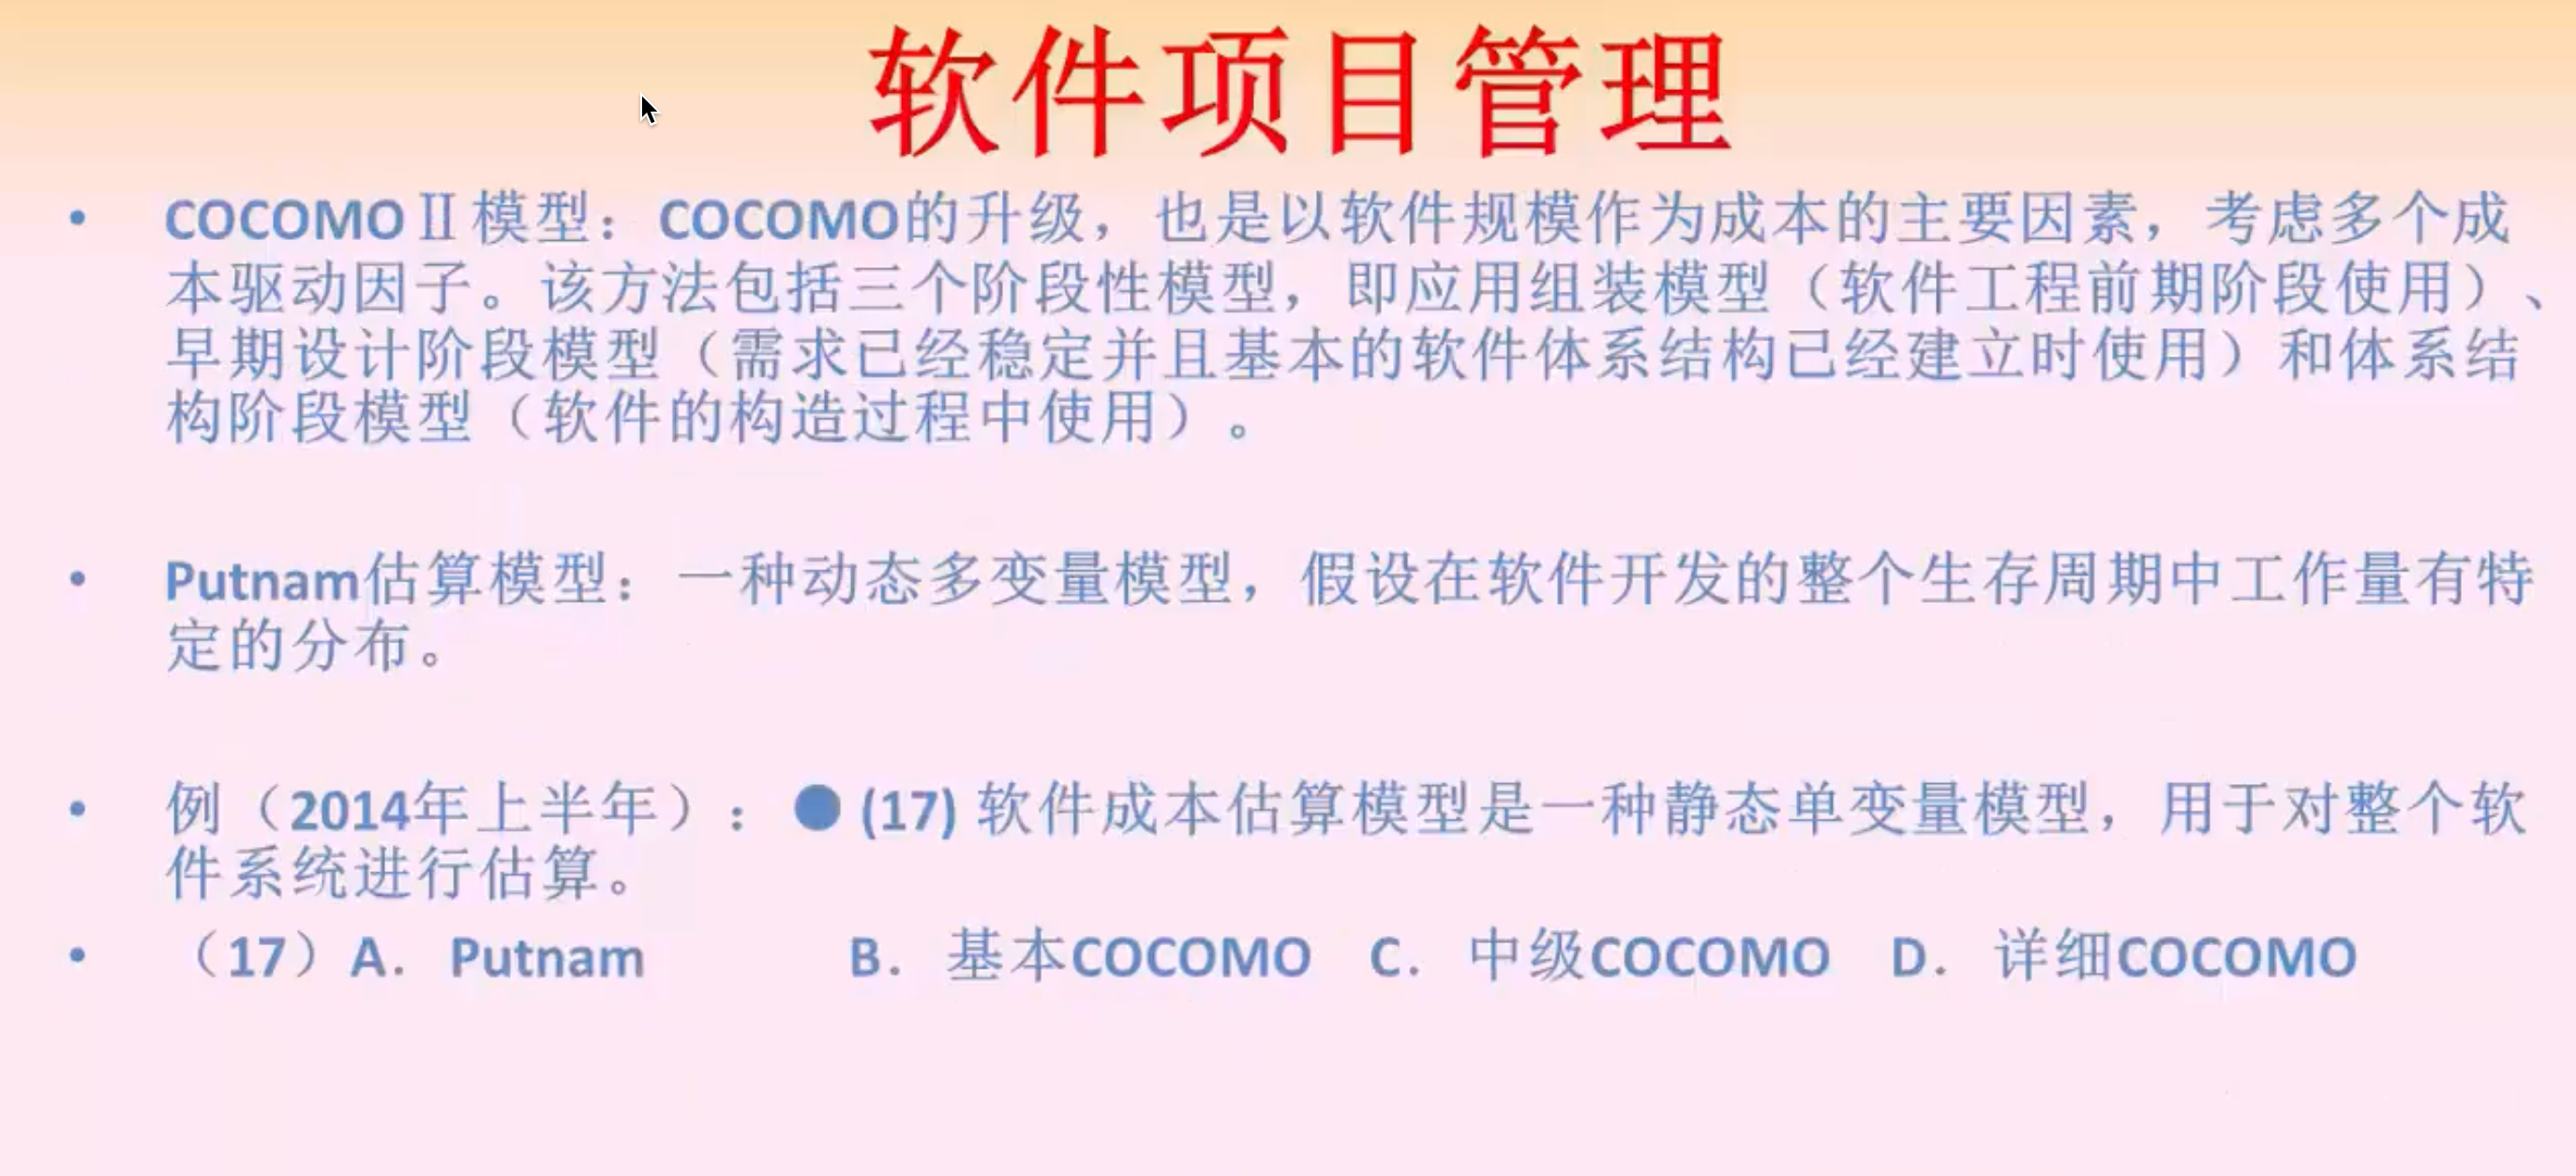 软件项目管理
• COCOMOⅡ模型：COCOMO的升级，也是以软件规模作为成本的主要因素，考虑多个成
本驱动因子。该方法包括三个阶段性模型，即应用组装模型（软件工程前期阶段使用）、
早期设计阶段模型（需求已经稳定并且基本的软件体系结构已经建立时使用）和体系结
构阶段模型（软件的构造过程中使用）。
• Putnam估算模型：一种动态多变量模型，假设在软件开发的整个生存周期中工作量有特
定的分布。
• 例（2014年上半年）：●(17) 软件成本估算模型是一种静态单变量模型，用于对整个软
件系统进行估算。
• （17）A. Putnam B. 基本COCOMO C. 中级COCOMO D. 详细COCOMO